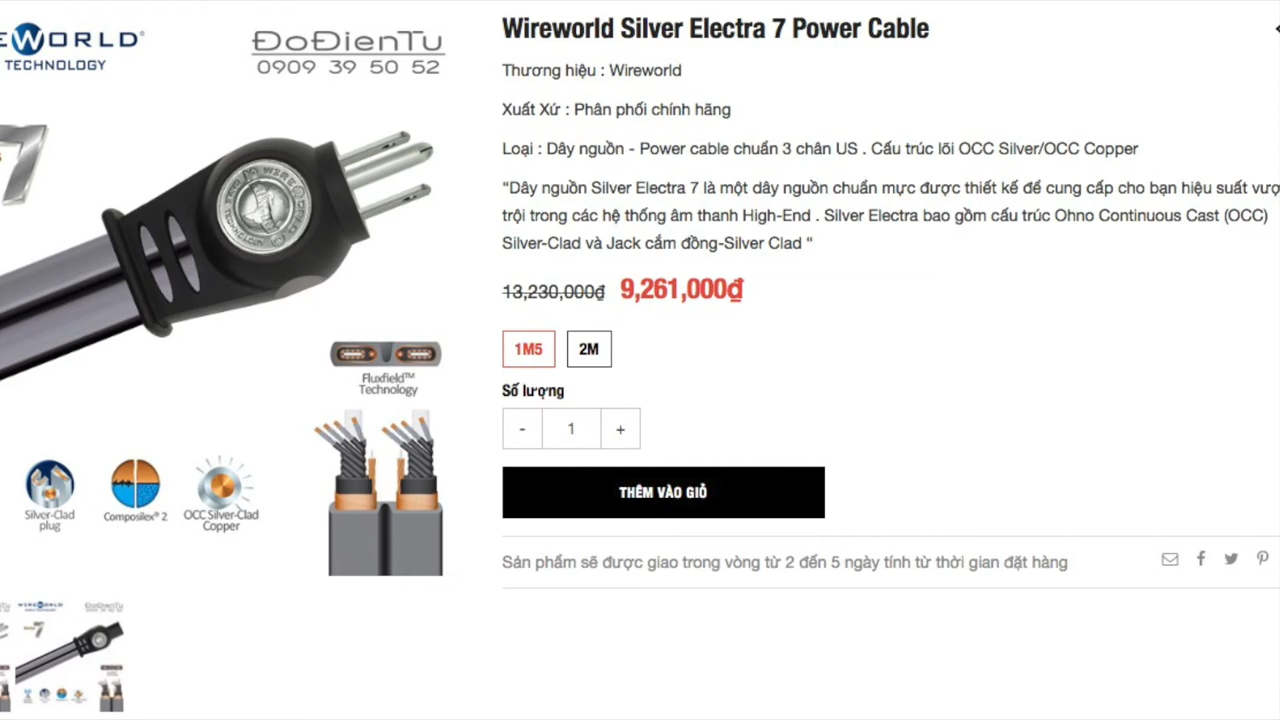 WORLD
TECHNOLOGY
ĐoĐienTu
0909 39 50 52
7
Fluxfield™
Technology
Silver-Clad
plug
Composilex® 2
OCC Silver-Clad
Copper
Wireworld Silver Electra 7 Power Cable
Thương hiệu : Wireworld
Xuất Xứ : Phân phối chính hãng
Loại : Dây nguồn - Power cable chuẩn 3 chân US . Cấu trúc lõi OCC Silver/OCC Copper
"Dây nguồn Silver Electra 7 là một dây nguồn chuẩn mực được thiết kế để cung cấp cho bạn hiệu suất vượ
trội trong các hệ thống âm thanh High-End . Silver Electra bao gồm cấu trúc Ohno Continuous Cast (OCC)
Silver-Clad và Jack cắm đồng-Silver Clad “
13,230,000₫ 9,261,000₫
1M5 2M
Số lượng
- 1 +
THÊM VÀO GIỎ
Sản phẩm sẽ được giao trong vòng từ 2 đến 5 ngày tính từ thời gian đặt hàng